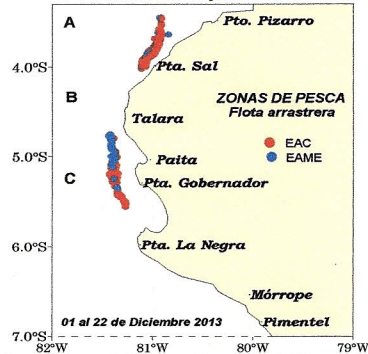 A
Pto. Pizarro
4.0°S
Pta. Sal
B
ZONAS DE PESCA
Flota arrastrera
Talara
EAC
5.0°S
Paita
EAME
C
Pta. Gobernador
6.0°S
Pta. La Negra
Mórrope
01 al 22 de Diciembre 2013
Pimentel
7.0°S
82°W
81°W
80°W
79°W